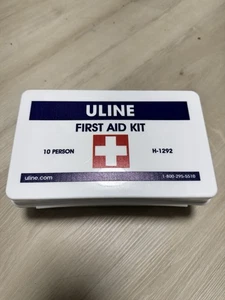 ULINE
FIRST AID KIT
10 PERSON H-1292
uline.com 1-800-295-5510